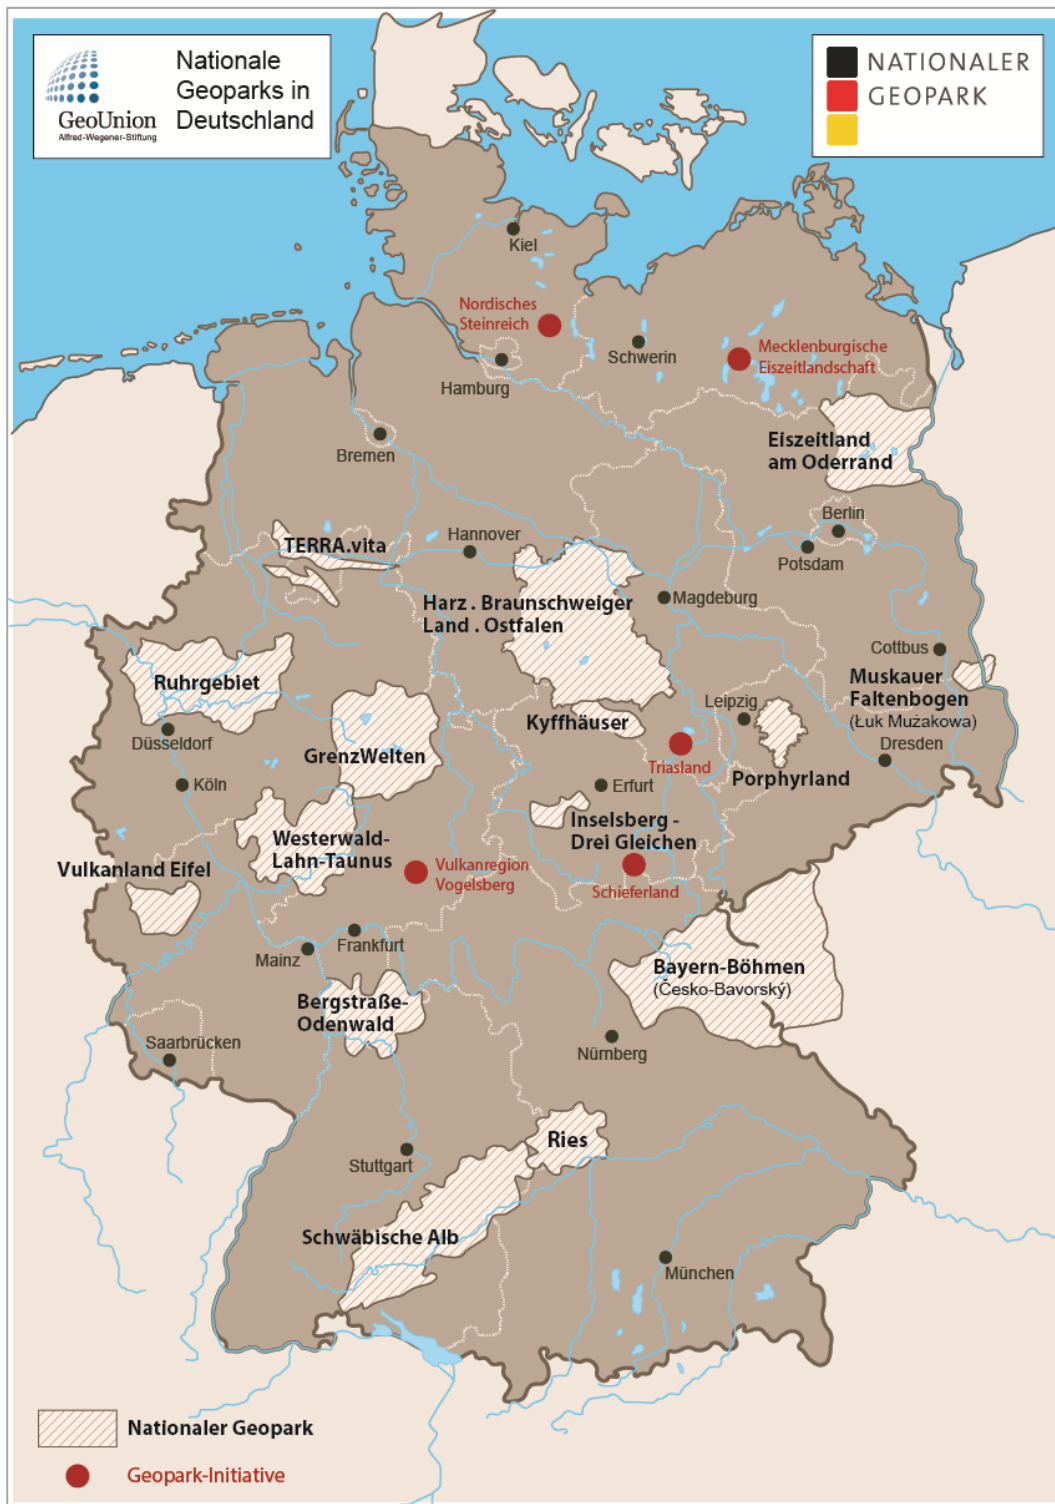 GeoUnion
Alfred-Wegener-Stiftung
Nationale
Geoparks in
Deutschland
NATIONALER
GEOPARK
Kiel
Nordisches
Steinreich
Schwerin
Mecklenburgische
Eiszeitlandschaft
Hamburg
Eiszeitland
am Oderrand
Bremen
Berlin
Hannover
TERRA.vita
Potsdam
Harz . Braunschweiger
Land . Ostfalen
Magdeburg
Cottbus
Muskauer
Faltenbogen
(Łuk Mużakowa)
Ruhrgebiet
Leipzig
Kyffhäuser
Düsseldorf
Dresden
GrenzWelten
Triasland
Porphyrland
Köln
Erfurt
Inselsberg -
Drei Gleichen
Westerwald-
Lahn-Taunus
Vulkanland Eifel
Vulkanregion
Vogelsberg
Schieferland
Frankfurt
Mainz
Bayern-Böhmen
(Česko-Bavorský)
Bergstraße-
Odenwald
Saarbrücken
Nürnberg
Ries
Stuttgart
Schwäbische Alb
München
Nationaler Geopark
Geopark-Initiative